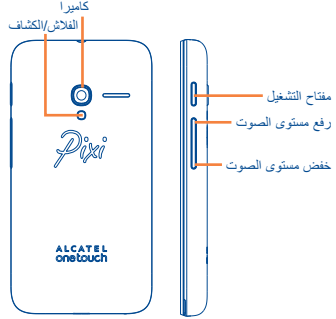 كاميرا
الفلاش/الكشاف
مفتاح التشغيل
رفع مستوى الصوت
خفض مستوى الصوت
Pixi
ALCATEL
onetouch